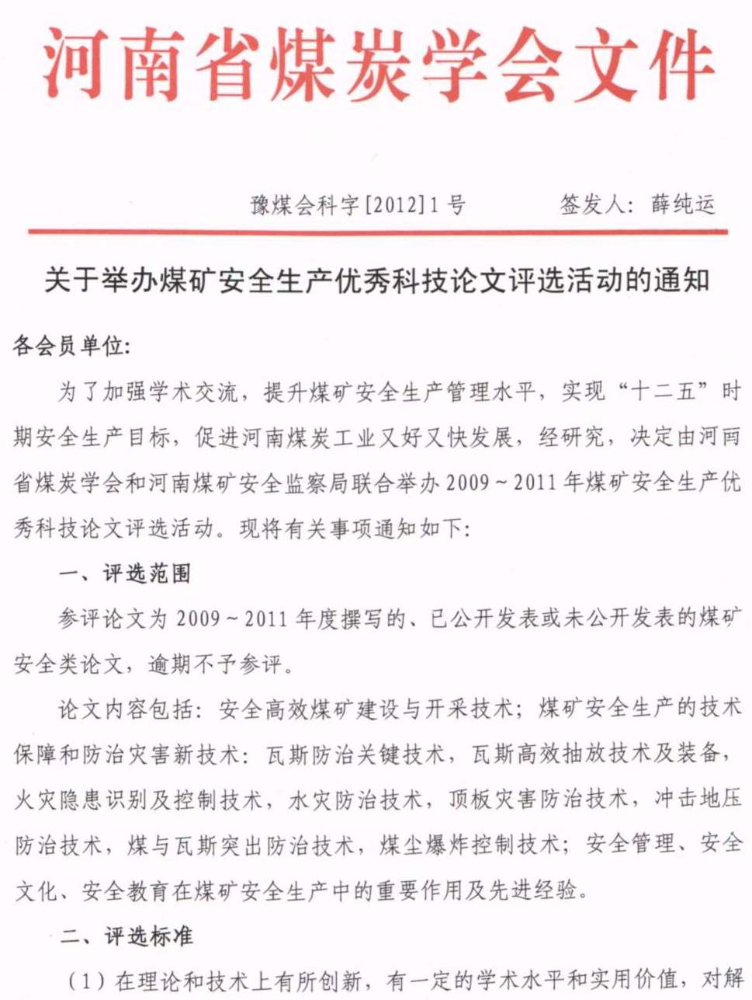 河南省煤炭学会文件
豫煤会科字[2012]1号 签发人：薛纯运
关于举办煤矿安全生产优秀科技论文评选活动的通知
各会员单位：
为了加强学术交流，提升煤矿安全生产管理水平，实现“十二五”时
期安全生产目标，促进河南煤炭工业又好又快发展，经研究，决定由河南
省煤炭学会和河南煤矿安全监察局联合举办2009～2011年煤矿安全生产优
秀科技论文评选活动。现将有关事项通知如下：
一、评选范围
参评论文为2009～2011年度撰写的、已公开发表或未公开发表的煤矿
安全类论文，逾期不予参评。
论文内容包括：安全高效煤矿建设与开采技术；煤矿安全生产的技术
保障和防治灾害新技术：瓦斯防治关键技术，瓦斯高效抽放技术及装备，
火灾隐患识别及控制技术，水灾防治技术，顶板灾害防治技术，冲击地压
防治技术，煤与瓦斯突出防治技术，煤尘爆炸控制技术；安全管理、安全
文化、安全教育在煤矿安全生产中的重要作用及先进经验。
二、评选标准
（1）在理论和技术上有所创新，有一定的学术水平和实用价值，对解